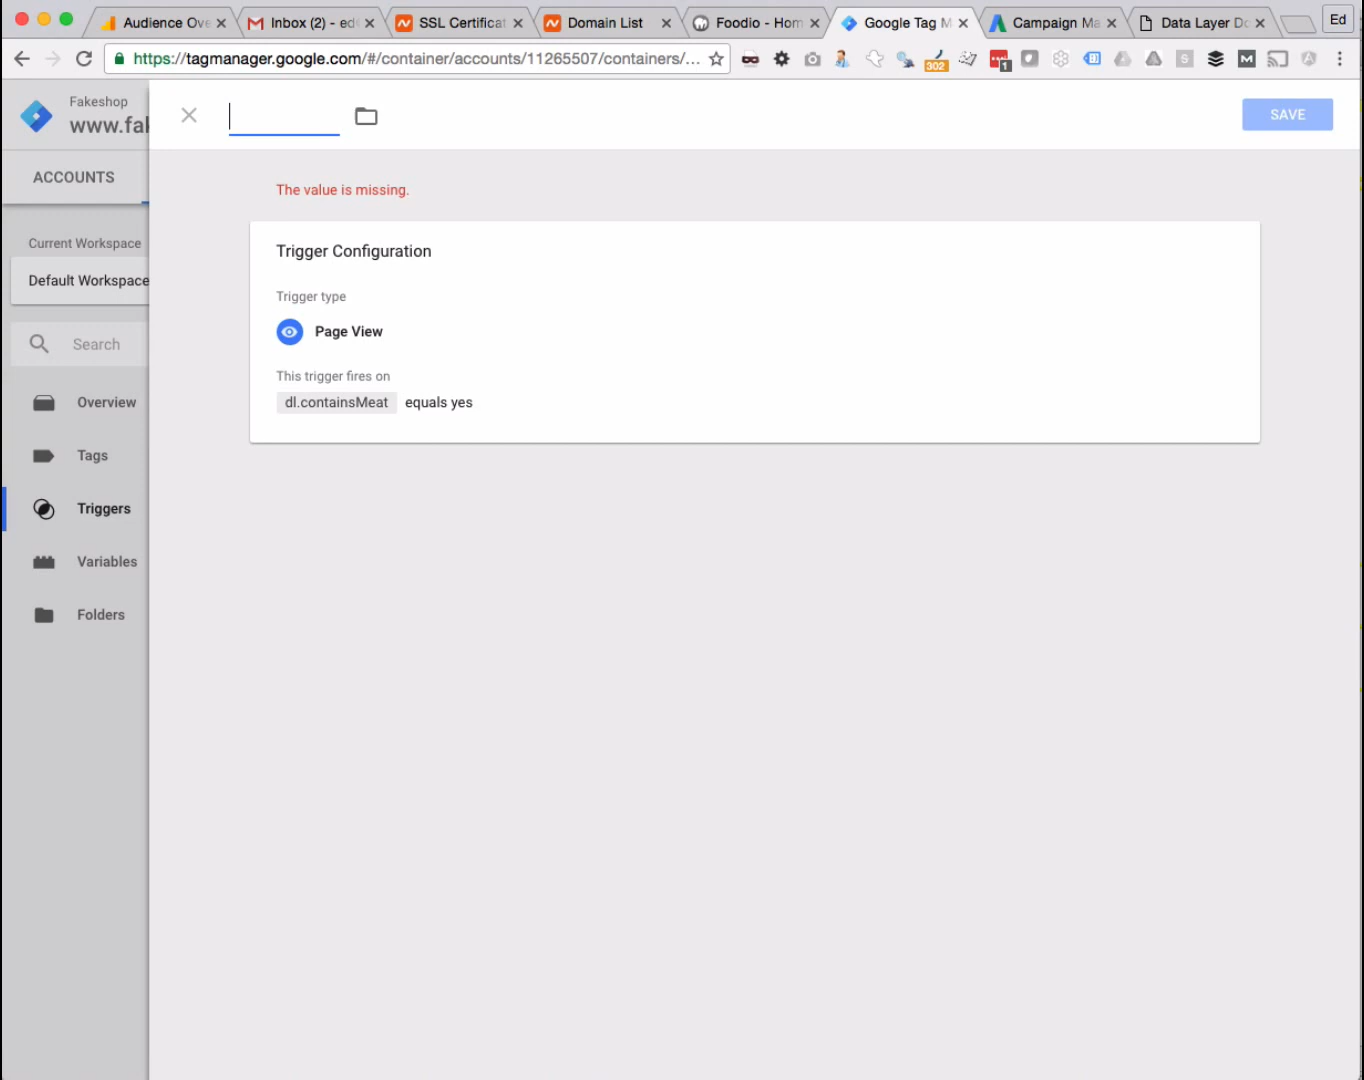 Audience Ove
Inbox (2) - ed
SSL Certificat
Domain List
Foodio - Hom
Google Tag M
Campaign Ma
Data Layer Do
Ed
https://tagmanager.google.com/#/container/accounts/11265507/containers/...
302
1
S
M
Fakeshop
www.fal
SAVE
ACCOUNTS
The value is missing.
Current Workspace
Default Workspace
Trigger Configuration
Trigger type
Page View
This trigger fires on
dl.containsMeat equals yes
Search
Overview
Tags
Triggers
Variables
Folders